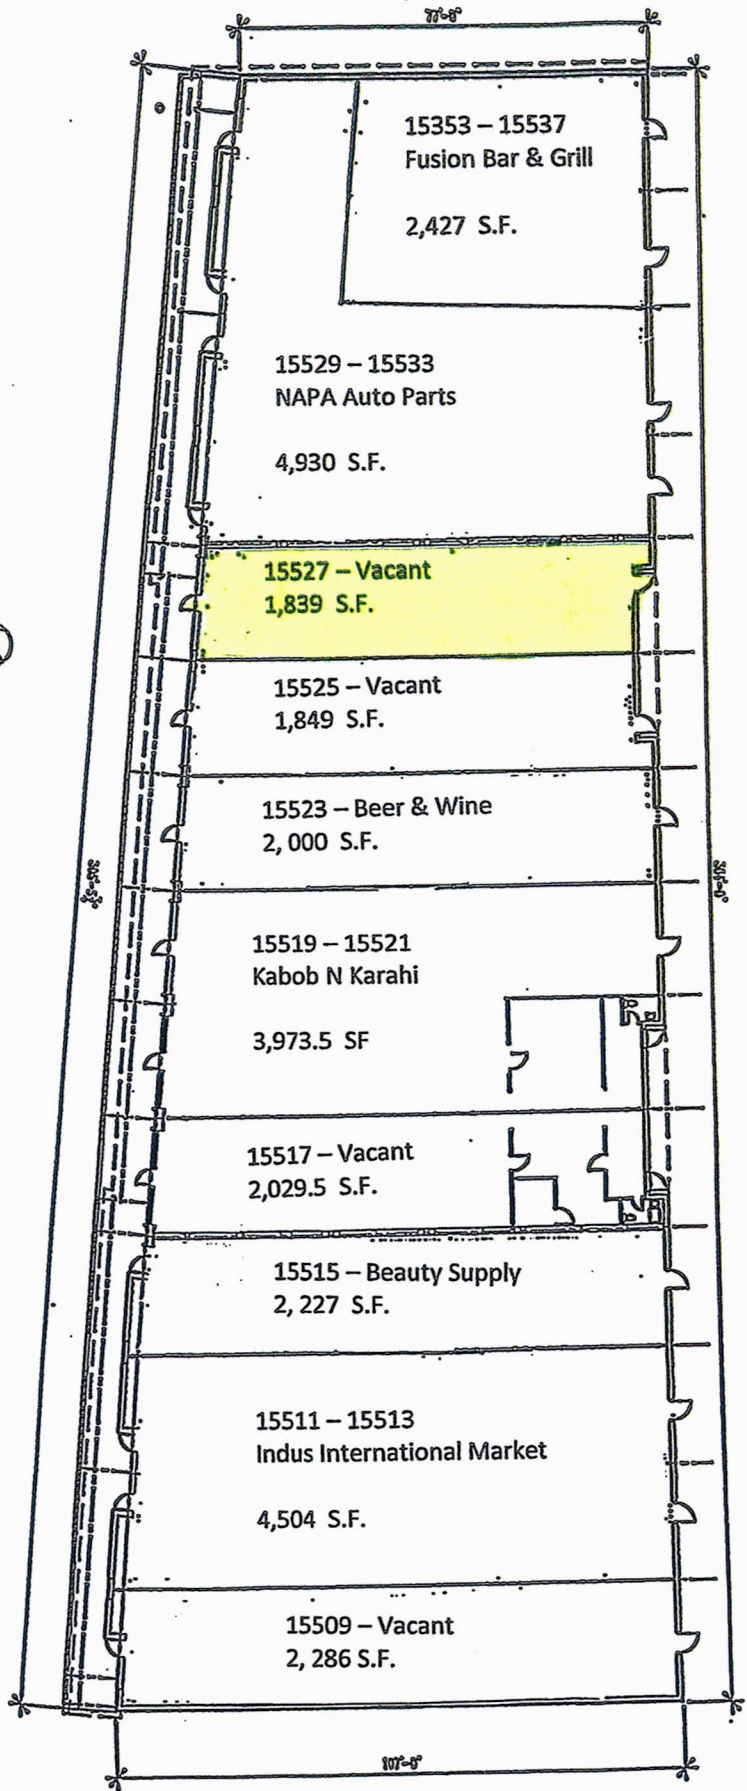 15353 – 15537
Fusion Bar & Grill
2,427 S.F.
15529 – 15533
NAPA Auto Parts
4,930 S.F.
15527 – Vacant
1,839 S.F.
15525 – Vacant
1,849 S.F.
15523 – Beer & Wine
2, 000 S.F.
15519 – 15521
Kabob N Karahi
3,973.5 SF
15517 – Vacant
2,029.5 S.F.
15515 – Beauty Supply
2, 227 S.F.
15511 – 15513
Indus International Market
4,504 S.F.
15509 – Vacant
2, 286 S.F.